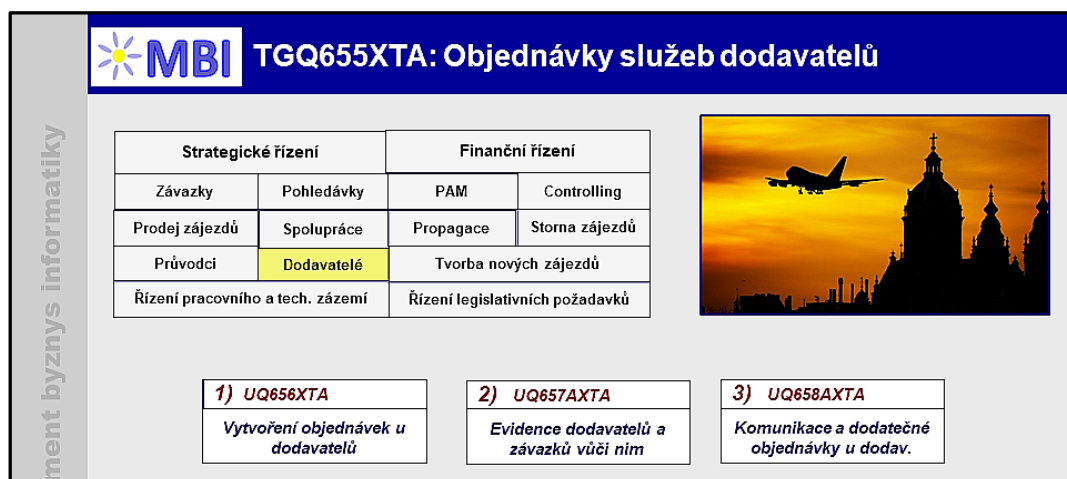 MBI
TGQ655XTA: Objednávky služeb dodavatelů
ment byznys informatiky
Strategické řízení
Finanční řízení
Závazky
Pohledávky
PAM
Controlling
Prodej zájezdů
Spolupráce
Propagace
Storna zájezdů
Průvodci
Dodavatelé
Tvorba nových zájezdů
Řízení pracovního a tech. zázemí
Řízení legislativních požadavků
1) UQ656XTA
Vytvoření objednávek u
dodavatelů
2) UQ657AXTA
Evidence dodavatelů a
závazků vůči nim
3) UQ658AXTA
Komunikace a dodatečné
objednávky u dodav.